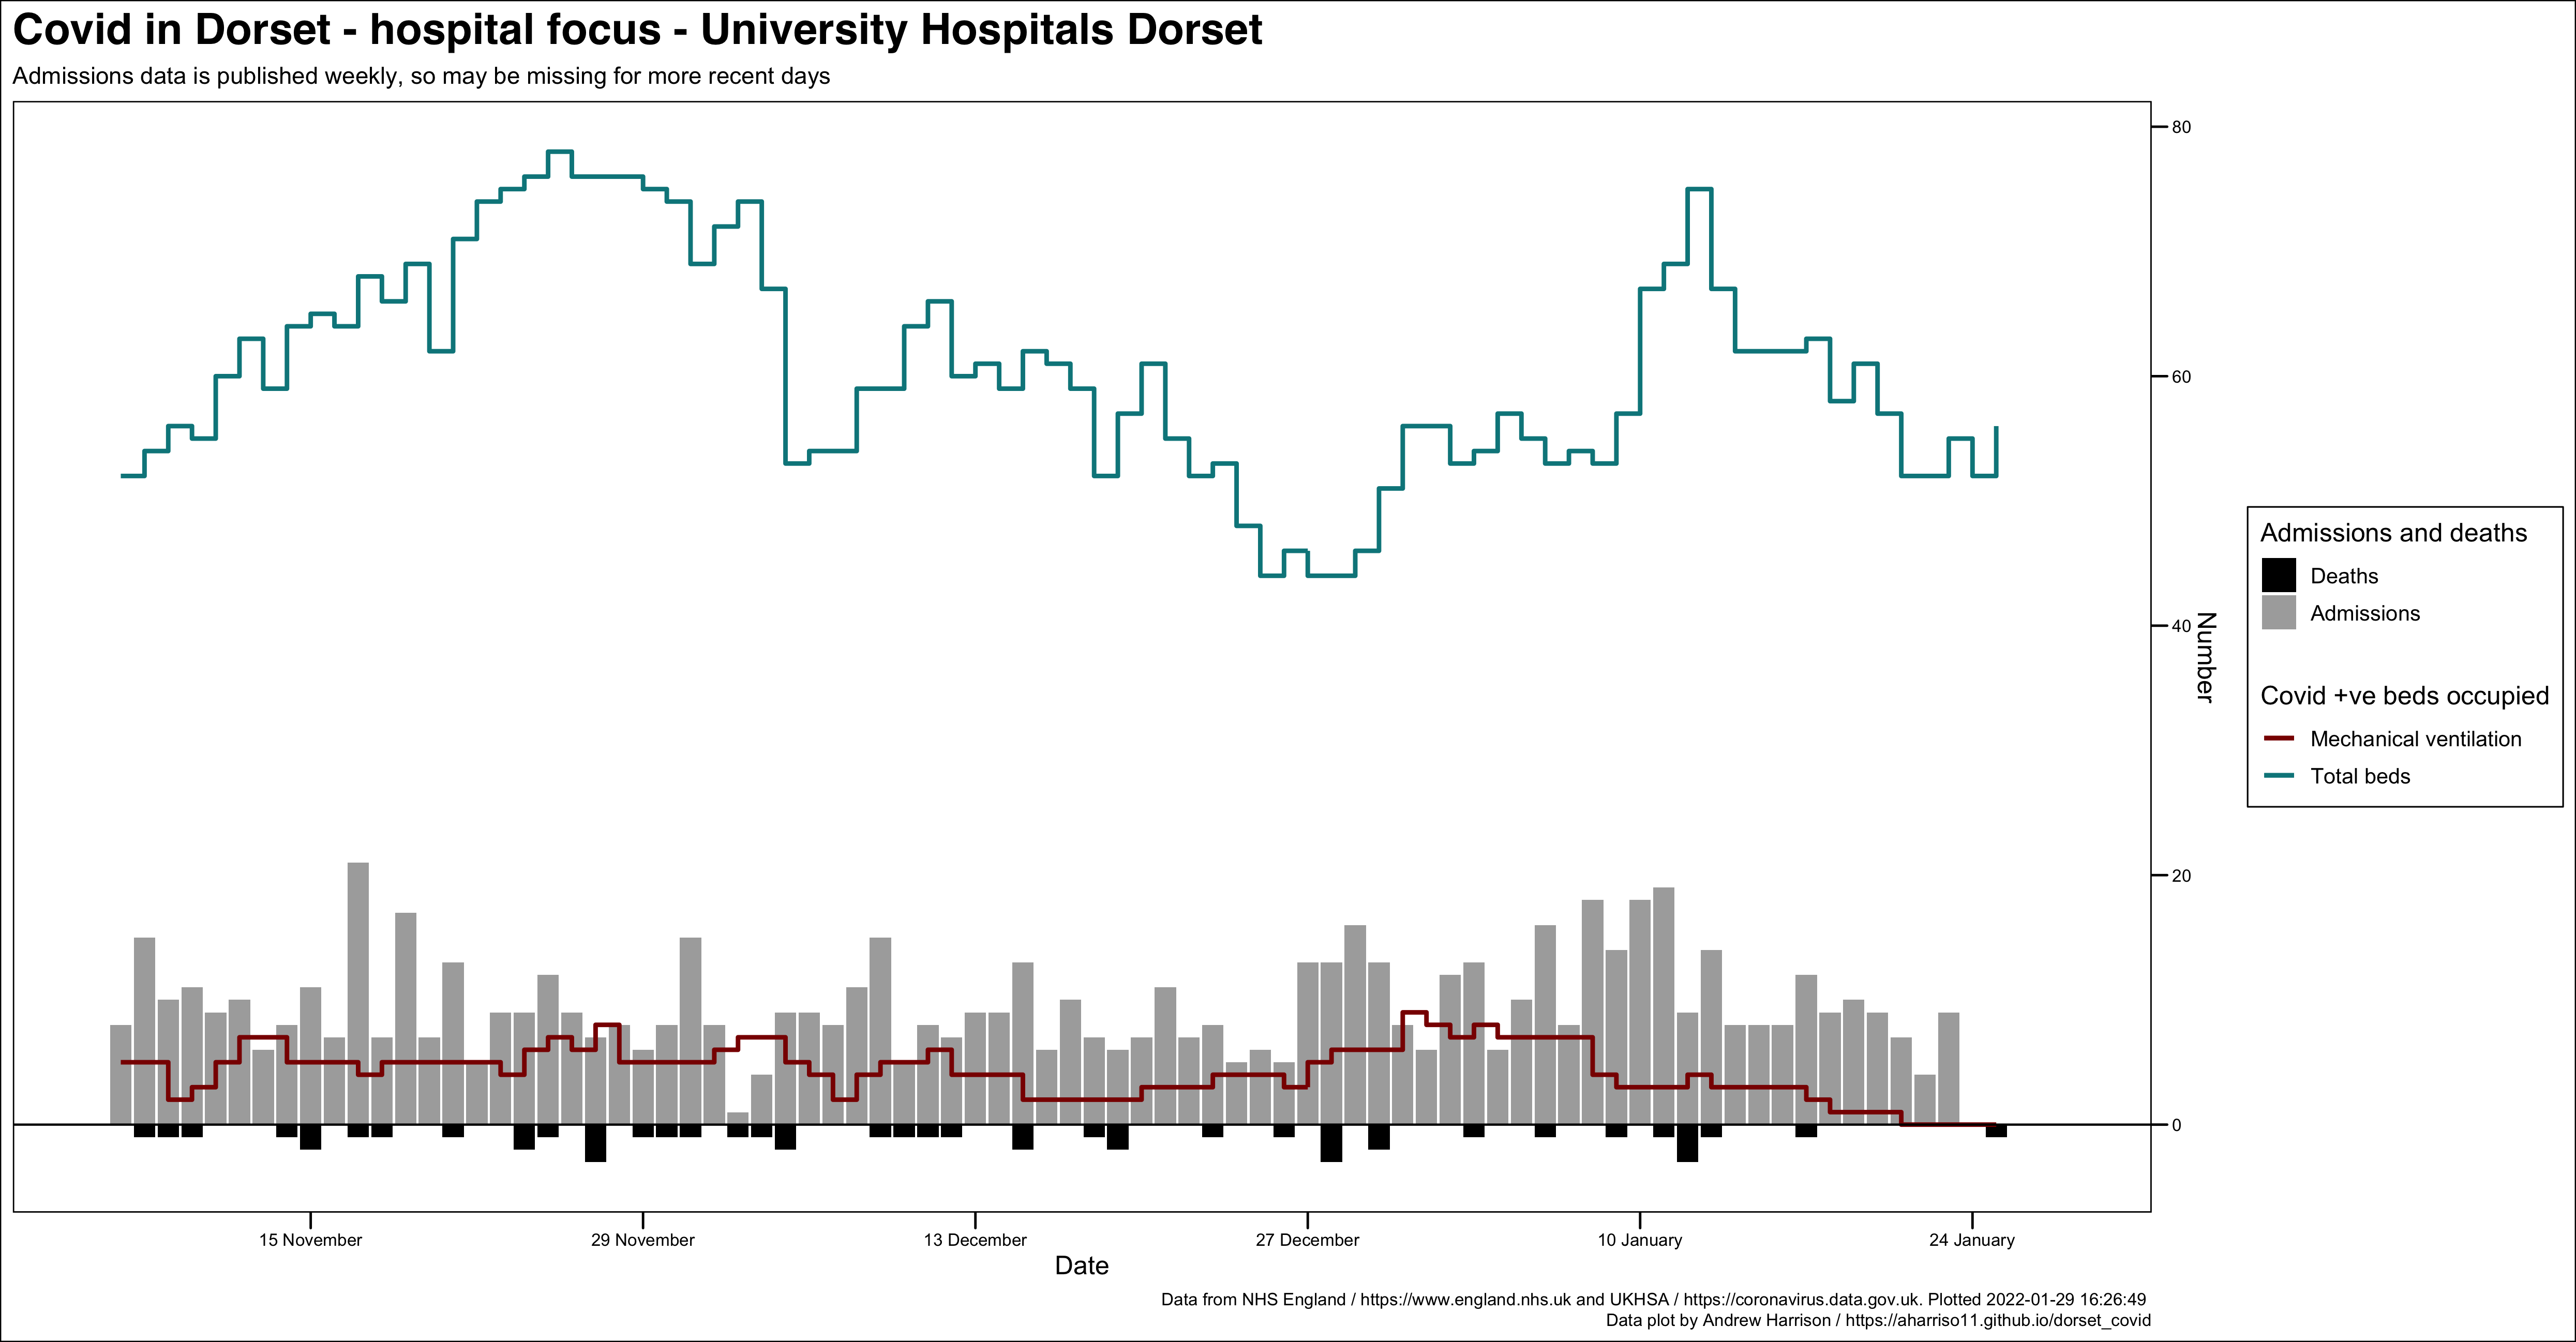 Covid in Dorset - hospital focus - University Hospitals Dorset
Admissions data is published weekly, so may be missing for more recent days
80
60
40
20
0
Number
Admissions and deaths
Deaths
Admissions
Covid +ve beds occupied
Mechanical ventilation
Total beds
15 November
29 November
13 December
27 December
10 January
24 January
Date
Data from NHS England / https://www.england.nhs.uk and UKHSA / https://coronavirus.data.gov.uk. Plotted 2022-01-29 16:26:49
Data plot by Andrew Harrison / https://aharriso11.github.io/dorset_covid